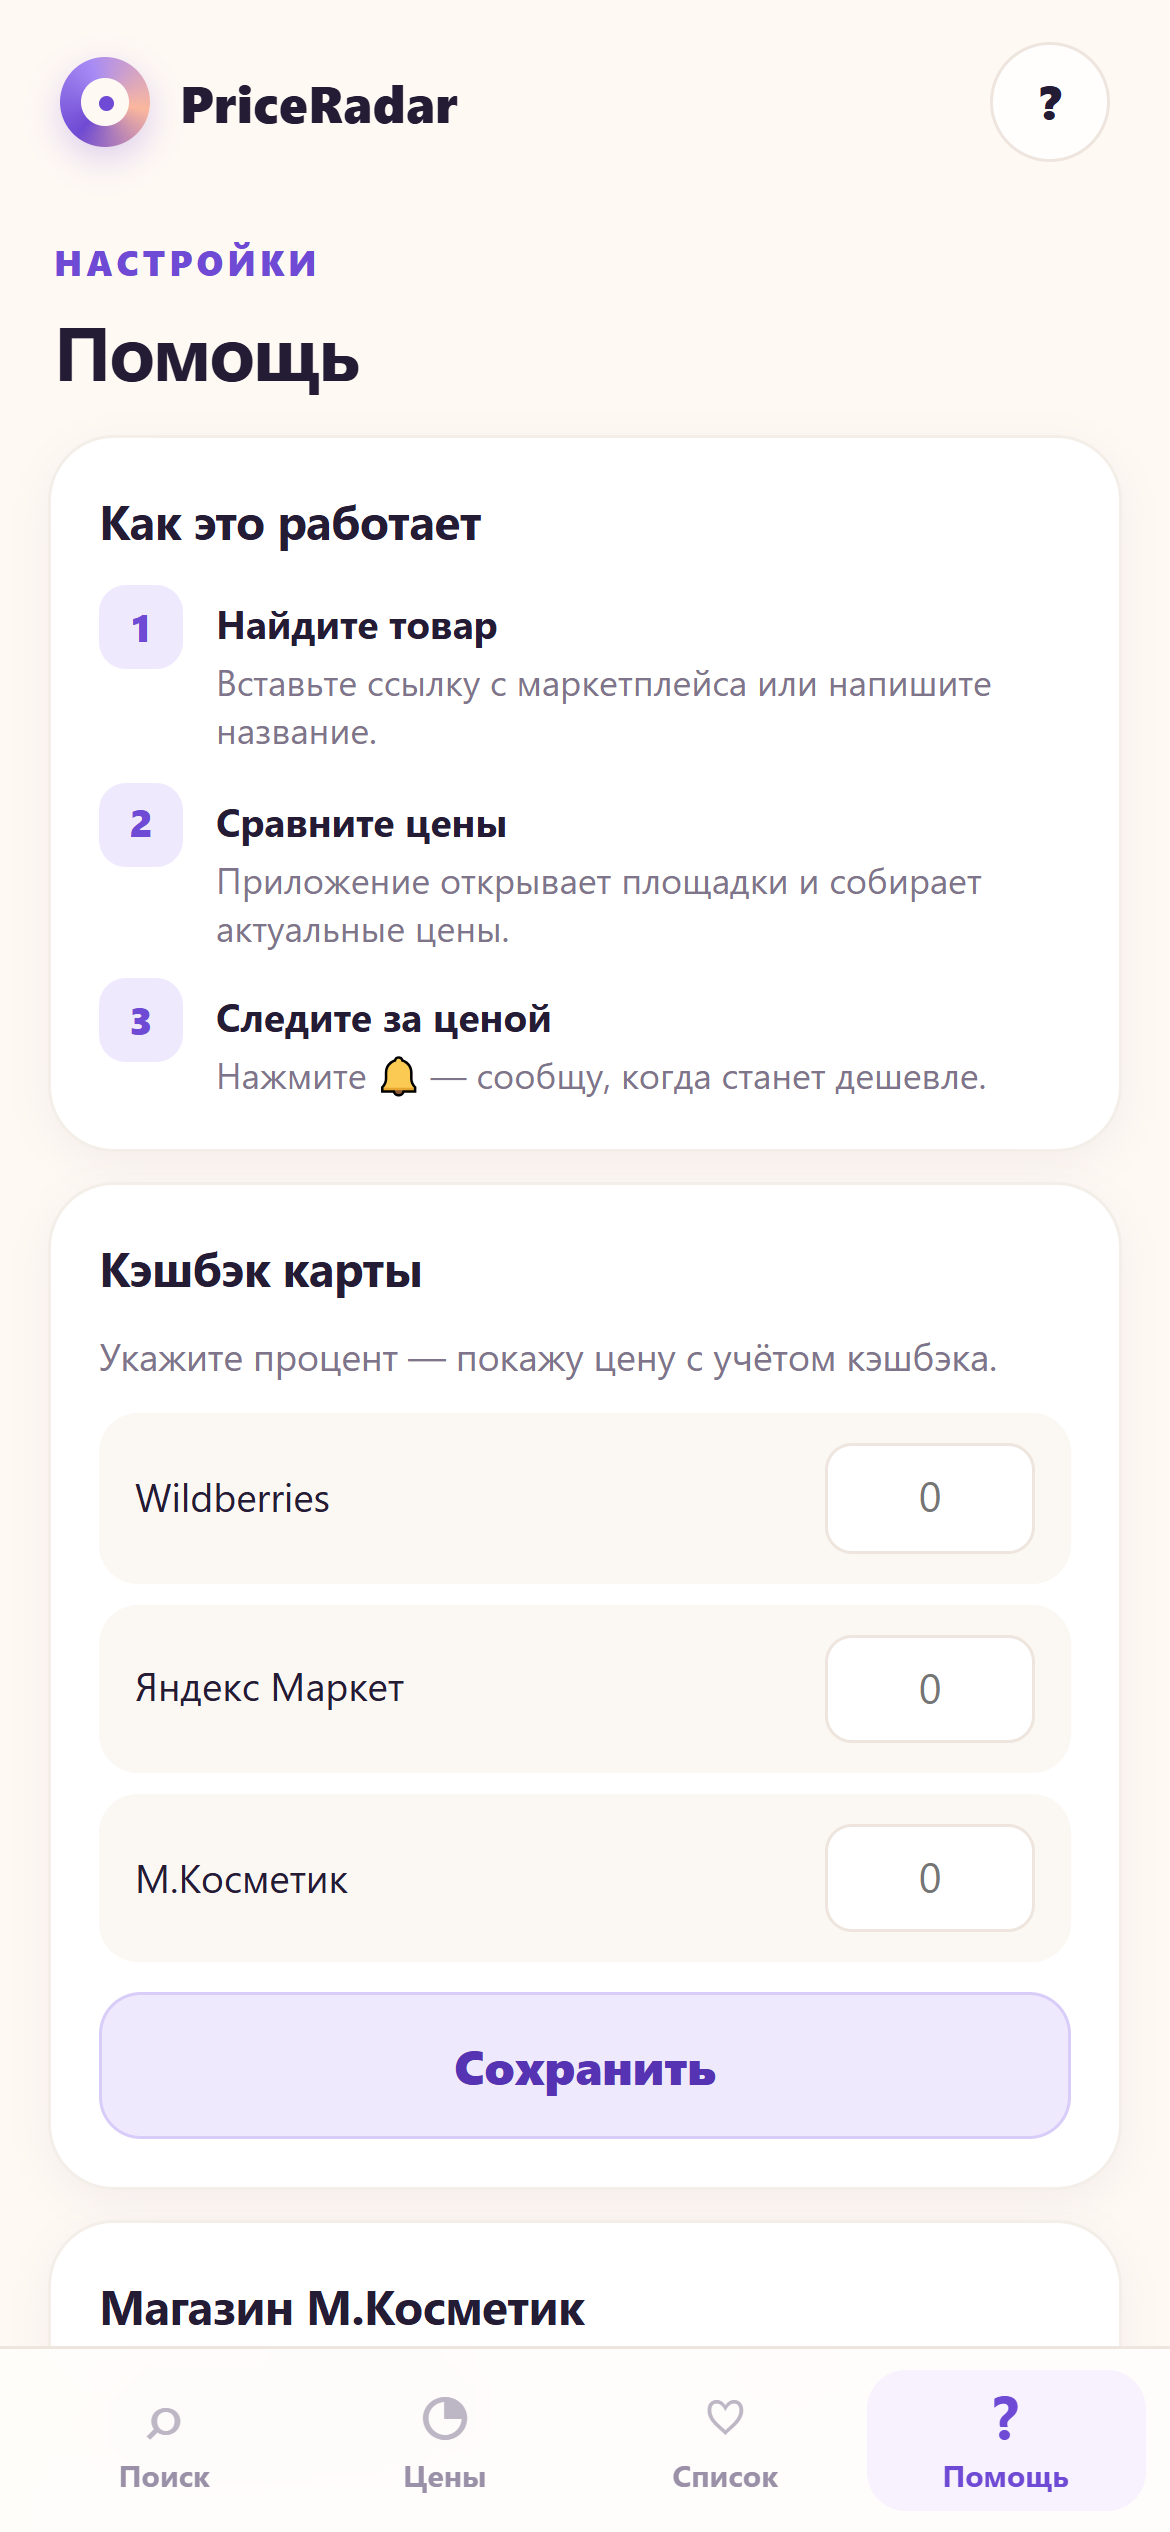 PriceRadar
?
НАСТРОЙКИ
Помощь
Как это работает
1
Найдите товар
Вставьте ссылку с маркетплейса или напишите
название.
2
Сравните цены
Приложение открывает площадки и собирает
актуальные цены.
3
Следите за ценой
Нажмите 🔔 — сообщу, когда станет дешевле.
Кэшбэк карты
Укажите процент — покажу цену с учётом кэшбэка.
Wildberries
0
Яндекс Маркет
0
М.Косметик
0
Сохранить
Магазин М.Косметик
Поиск
Цены
Список
?
Помощь